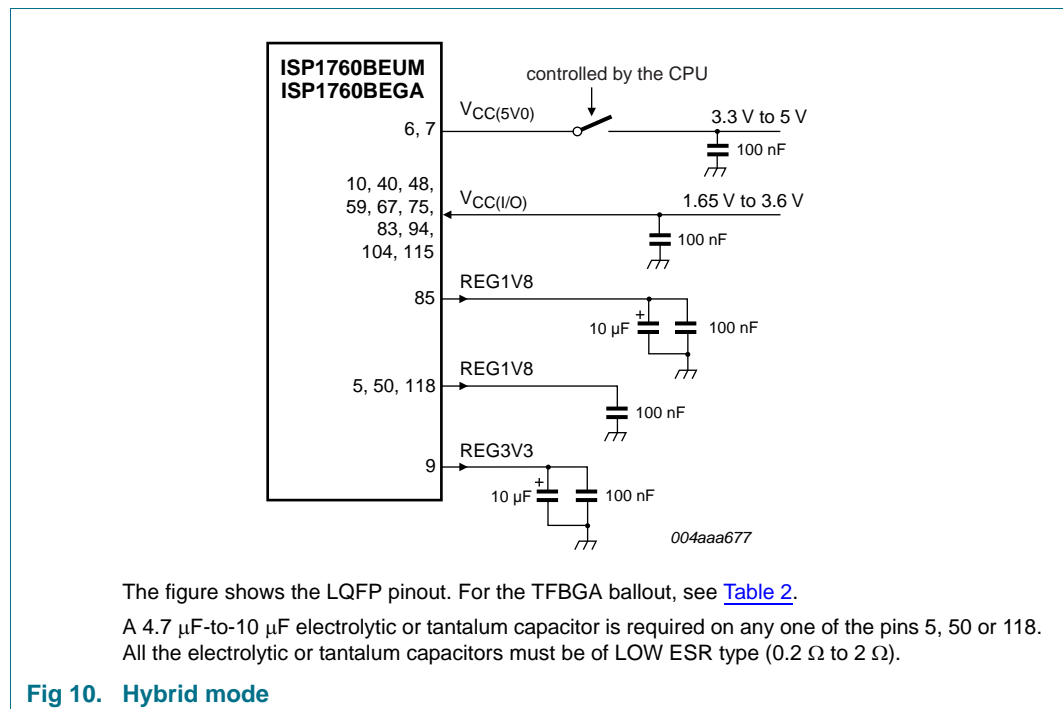 ISP1760BEUM
ISP1760BEGA
controlled by the CPU
6, 7
VCC(5V0)
3.3 V to 5 V
100 nF
10, 40, 48,
59, 67, 75,
83, 94,
104, 115
VCC(I/O)
1.65 V to 3.6 V
100 nF
85
REG1V8
+
10 μF
100 nF
5, 50, 118
REG1V8
100 nF
9
REG3V3
+
10 μF
100 nF
004aaa677
The figure shows the LQFP pinout. For the TFBGA ballout, see Table 2.
A 4.7 μF-to-10 μF electrolytic or tantalum capacitor is required on any one of the pins 5, 50 or 118.
All the electrolytic or tantalum capacitors must be of LOW ESR type (0.2 Ω to 2 Ω).
Fig 10. Hybrid mode